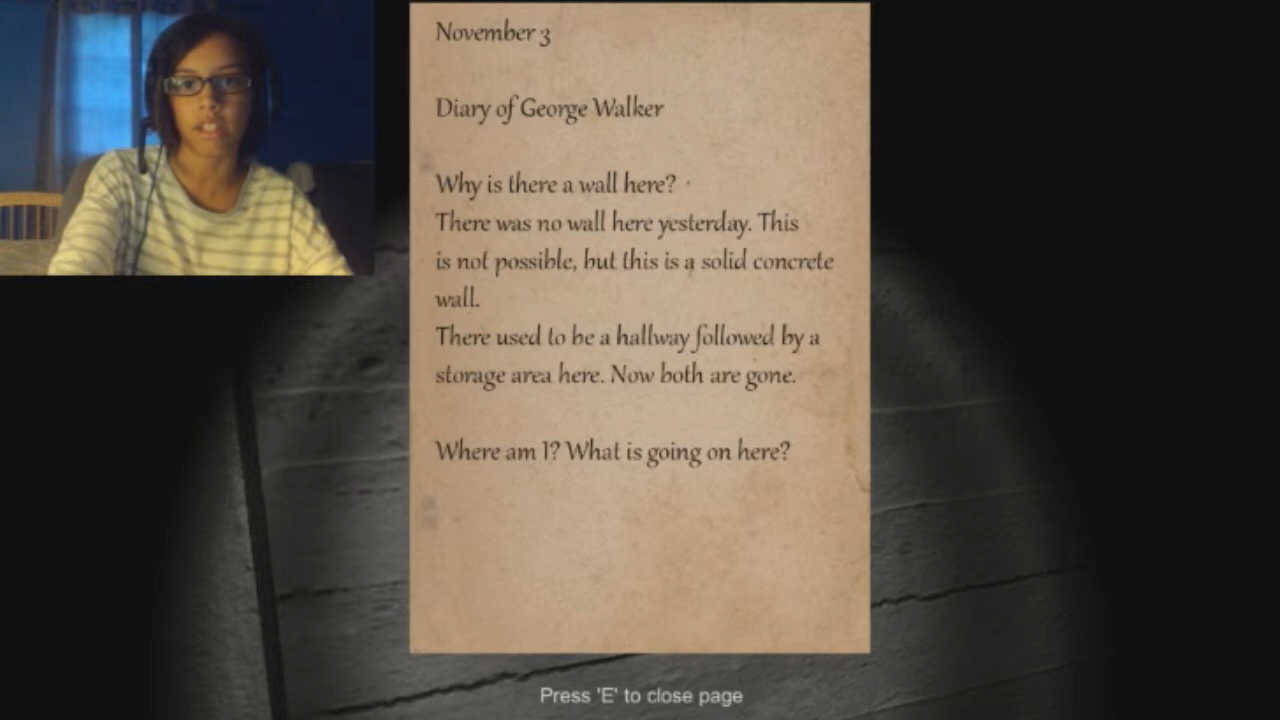 November 3
Diary of George Walker
Why is there a wall here?
There was no wall here yesterday. This
is not possible, but this is a solid concrete
wall.
There used to be a hallway followed by a
storage area here. Now both are gone.
Where am I? What is going on here?
Press 'E' to close page